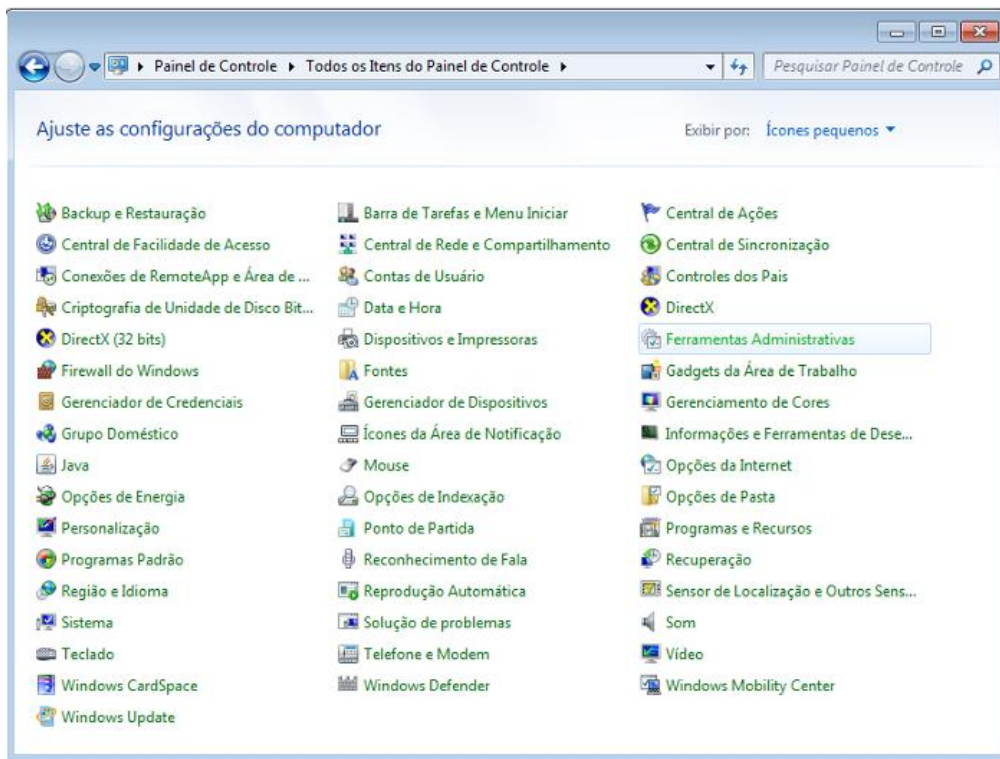 Painel de Controle Todos os Itens do Painel de Controle Pesquisar Painel de Controle
Ajuste as configurações do computador Exibir por: Ícones pequenos
Backup e Restauração Barra de Tarefas e Menu Iniciar Central de Ações
Central de Facilidade de Acesso Central de Rede e Compartilhamento Central de Sincronização
Conexões de RemoteApp e Área de ... Contas de Usuário Controles dos Pais
Criptografia de Unidade de Disco Bit... Data e Hora DirectX
DirectX (32 bits) Dispositivos e Impressoras Ferramentas Administrativas
Firewall do Windows Fontes Gadgets da Área de Trabalho
Gerenciador de Credenciais Gerenciador de Dispositivos Gerenciamento de Cores
Grupo Doméstico Ícones da Área de Notificação Informações e Ferramentas de Dese...
Java Mouse Opções da Internet
Opções de Energia Opções de Indexação Opções de Pasta
Personalização Ponto de Partida Programas e Recursos
Programas Padrão Reconhecimento de Fala Recuperação
Região e Idioma Reprodução Automática Sensor de Localização e Outros Sens...
Sistema Solução de problemas Som
Teclado Telefone e Modem Vídeo
Windows CardSpace Windows Defender Windows Mobility Center
Windows Update